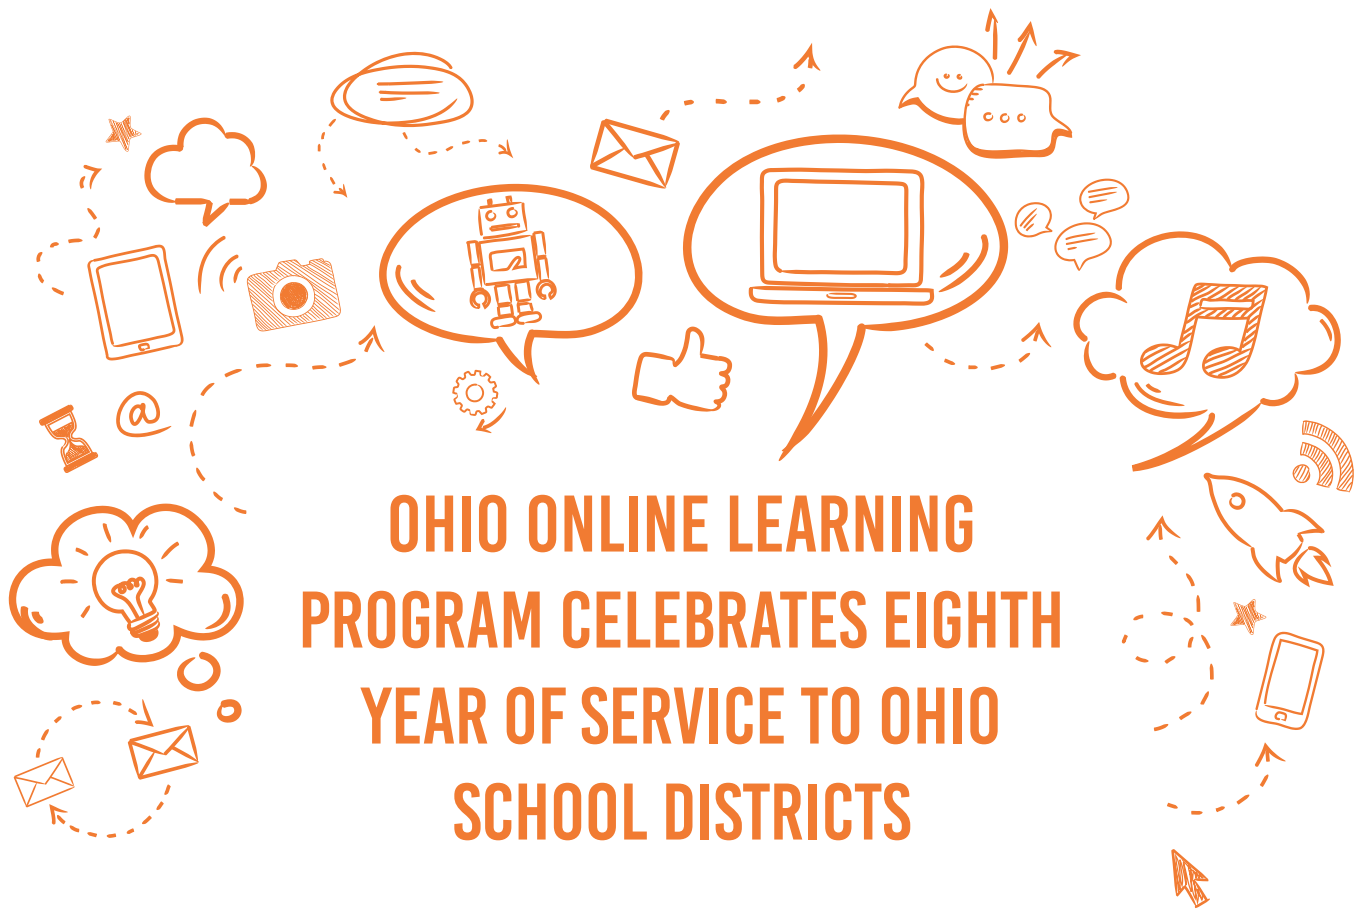 @
OHIO ONLINE LEARNING
PROGRAM CELEBRATES EIGHTH
YEAR OF SERVICE TO OHIO
SCHOOL DISTRICTS